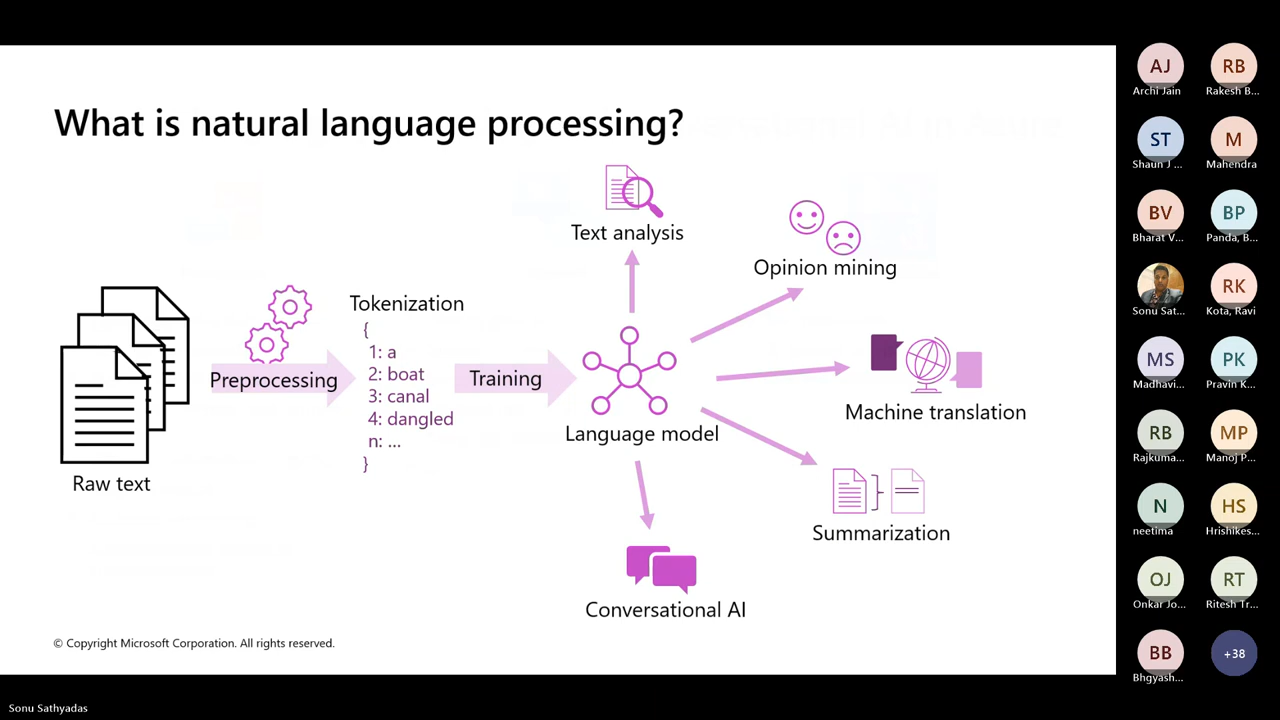 What is natural language processing?
Text analysis
Opinion mining
Tokenization
{
1: a
2: boat
3: canal
4: dangled
n: ...
}
Preprocessing
Training
Language model
Machine translation
Raw text
Summarization
Conversational AI
© Copyright Microsoft Corporation. All rights reserved.
AJ
Archi Jain
RB
Rakesh B...
ST
Shaun J ...
M
Mahendra
BV
Bharat V...
BP
Panda, B...
Sonu Sat...
RK
Kota, Ravi
MS
Madhavi...
PK
Pravin K...
RB
Rajkuma...
MP
Manoj P...
N
neetima
HS
Hrishikes...
OJ
Onkar Jo...
RT
Ritesh Tr...
BB
Bhgyash...
+38
Sonu Sathyadas